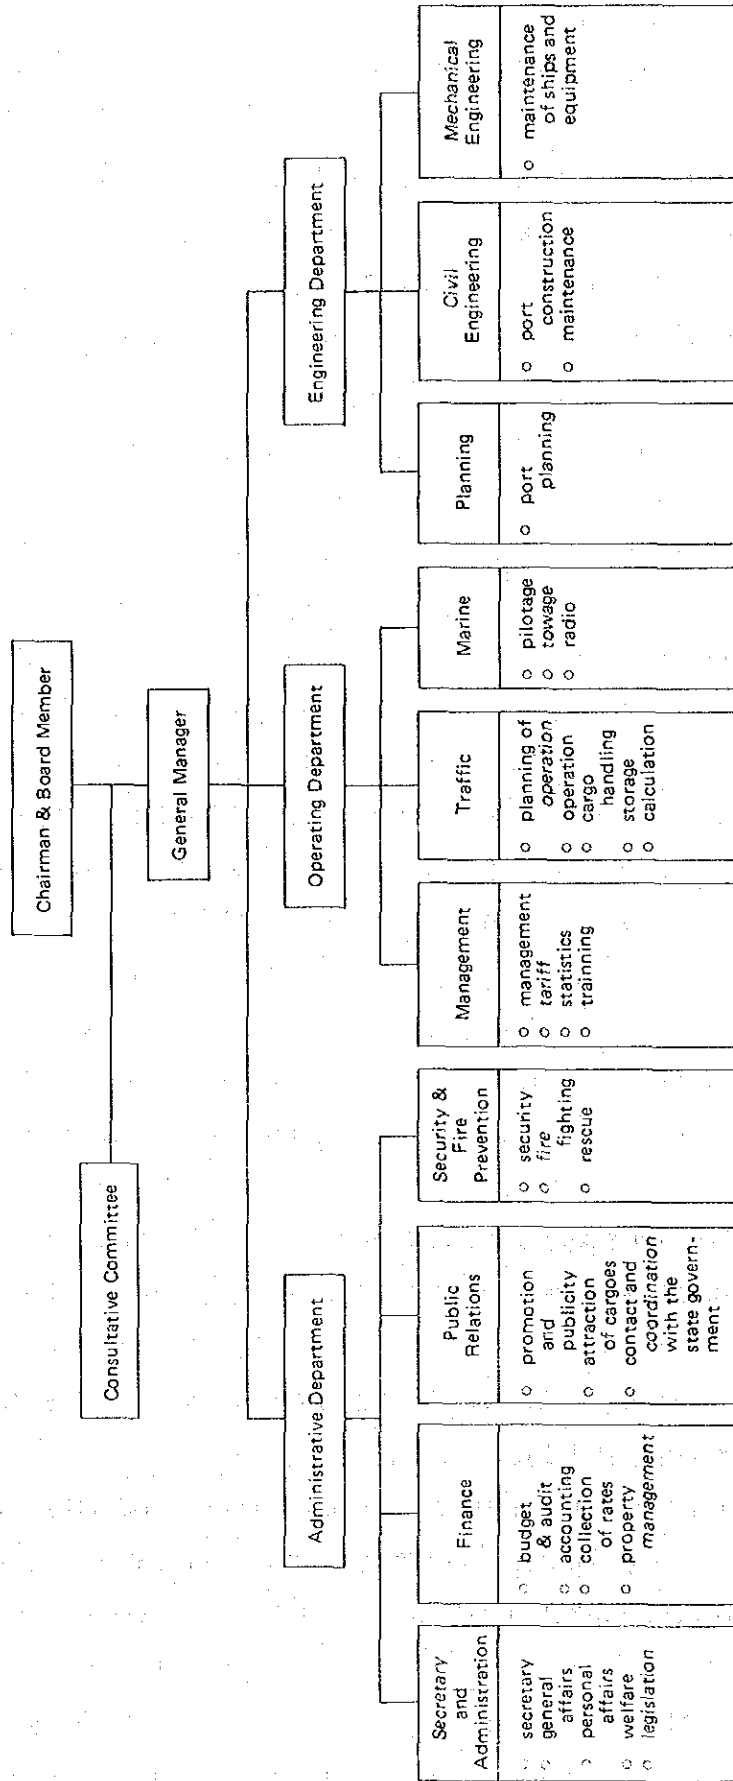 Chairman & Board Member
Consultative Committee
General Manager
Administrative Department
Operating Department
Engineering Department
Secretary
and
Administration
○ secretary
○ general
affairs
○ personal
affairs
○ welfare
○ legislation
Finance
○ budget
& audit
○ accounting
○ collection
of rates
○ property
management
Public
Relations
○ promotion
and
publicity
○ attraction
of cargoes
○ contact and
coordination
with the
state govern-
ment
Security &
Fire
Prevention
○ security
○ fire
fighting
○ rescue
Management
○ management
○ tariff
○ statistics
○ trainning
Traffic
○ planning of
operation
○ operation
○ cargo
handling
○ storage
○ calculation
Marine
○ pilotage
○ towage
○ radio
Planning
○ port
planning
Civil
Engineering
○ port
construction
○ maintenance
Mechanical
Engineering
○ maintenance
of ships and
equipment